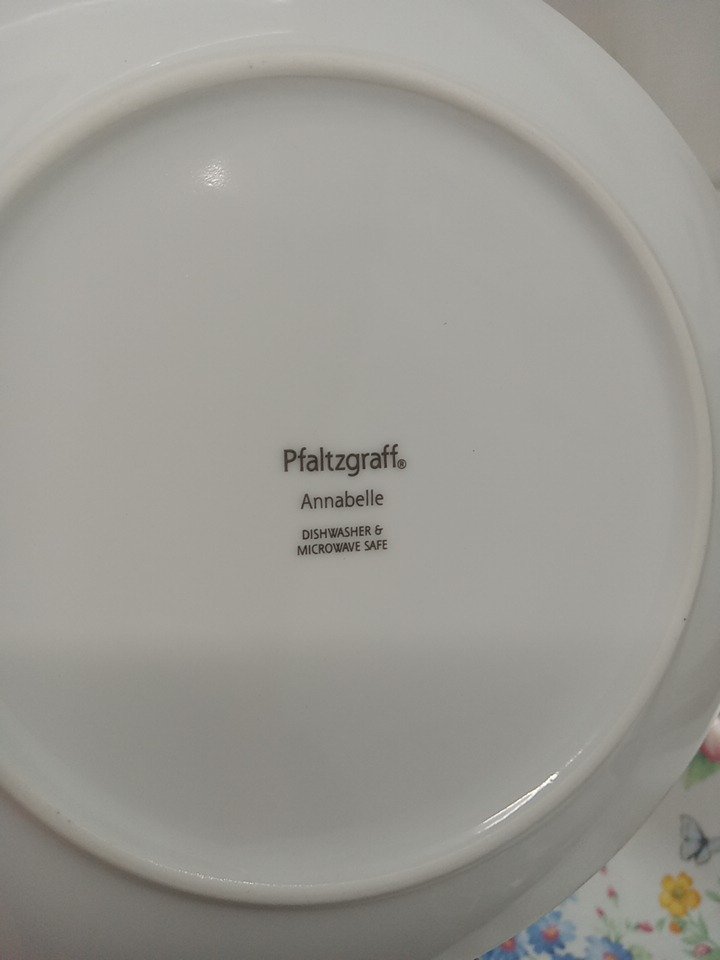 Pfaltzgraff®
Annabelle
DISHWASHER &
MICROWAVE SAFE